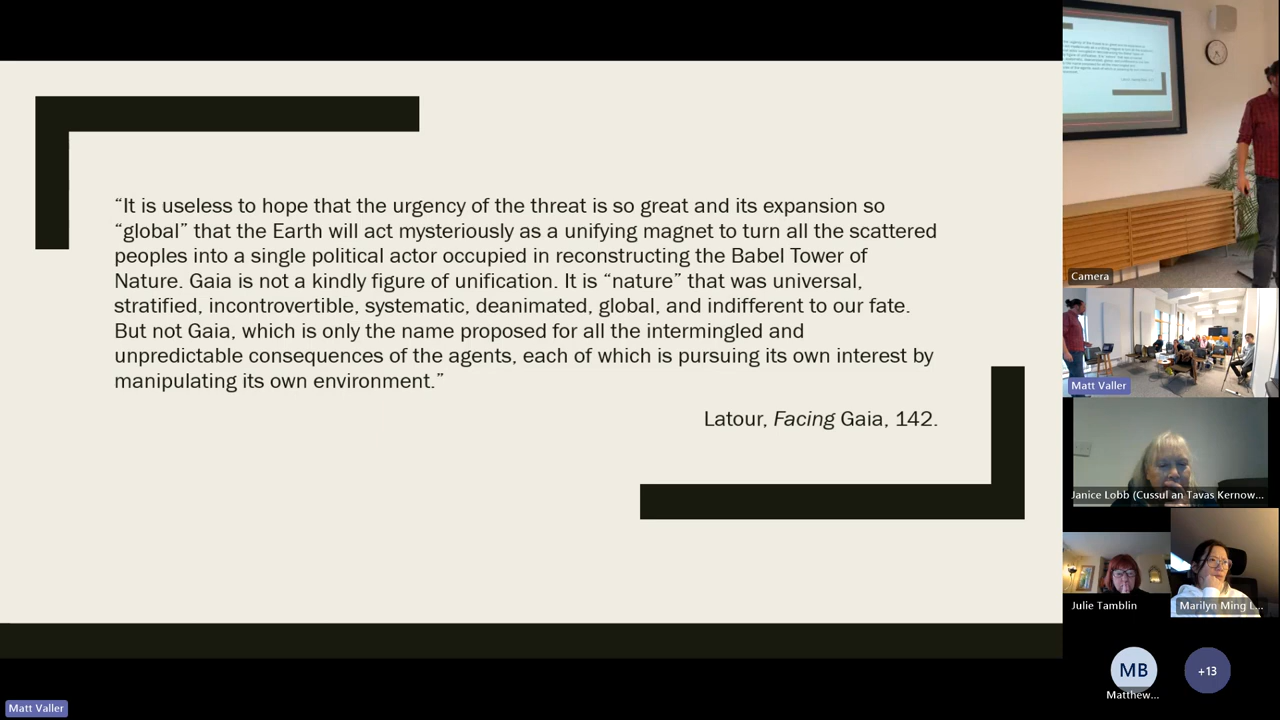 “It is useless to hope that the urgency of the threat is so great and its expansion so
“global” that the Earth will act mysteriously as a unifying magnet to turn all the scattered
peoples into a single political actor occupied in reconstructing the Babel Tower of
Nature. Gaia is not a kindly figure of unification. It is “nature” that was universal,
stratified, incontrovertible, systematic, deanimated, global, and indifferent to our fate.
But not Gaia, which is only the name proposed for all the intermingled and
unpredictable consequences of the agents, each of which is pursuing its own interest by
manipulating its own environment.”
Latour, Facing Gaia, 142.
Matt Valler
Camera
Matt Valler
Janice Lobb (Cussul an Tavas Kernow...
Julie Tamblin
Marilyn Ming L...
MB
Matthew...
+13